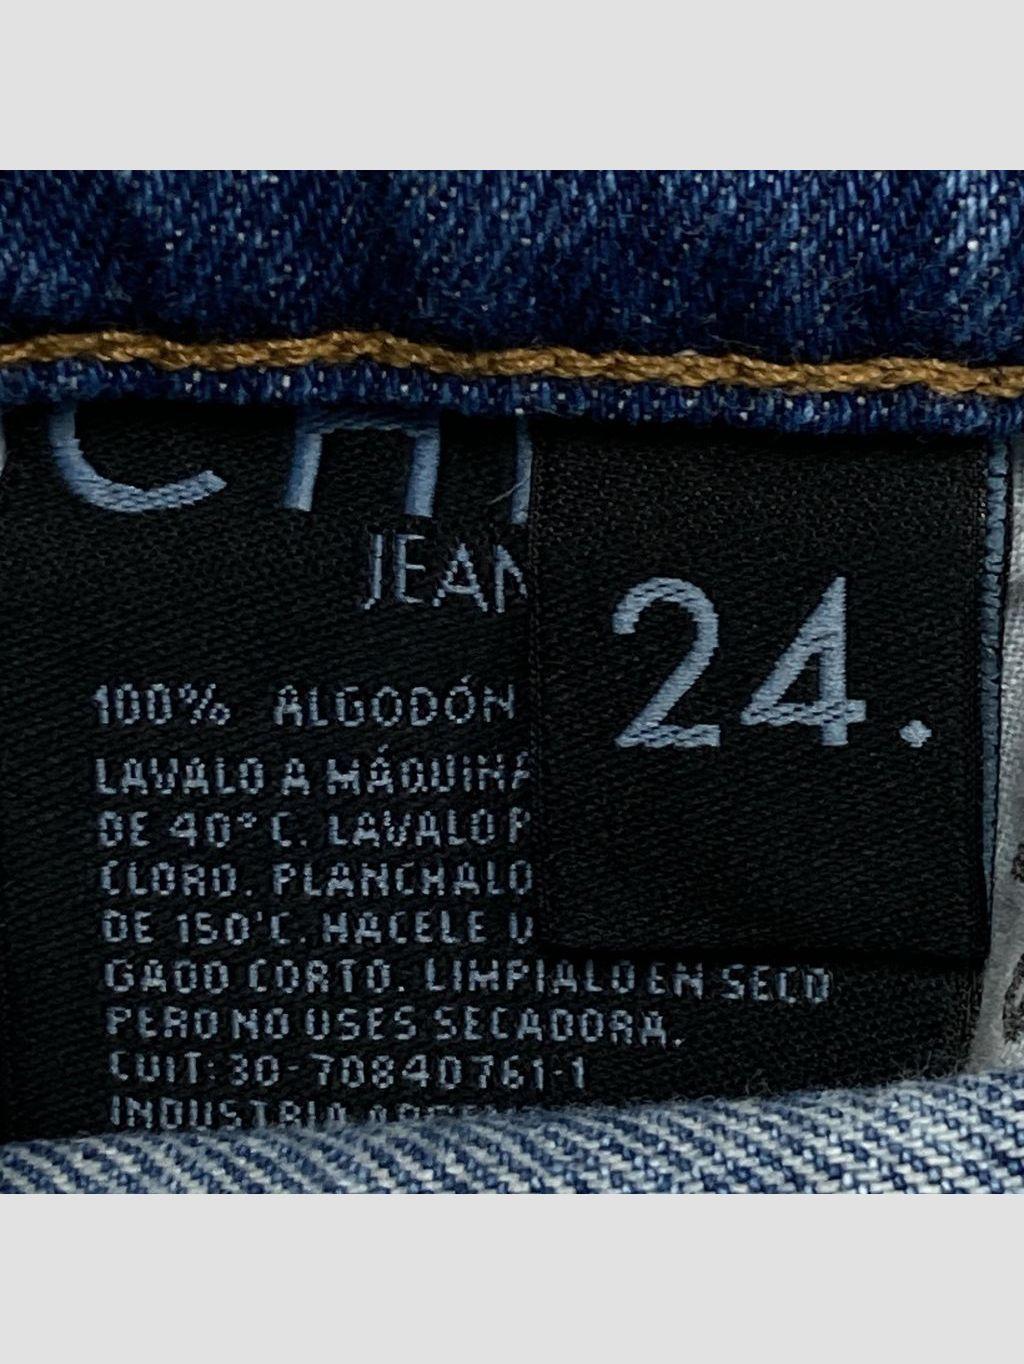 JEAN
24.
100% ALGODÓN
LAVALO A MÁQUINA
DE 40°C. LAVALO
CLORO. PLANCHALO
DE 150°C. HACELE
GADO CORTO. LIMPIALO EN SECO
PERO NO USES SECADORA.
CUIT: 30-70840761-1
INDUSTRIA